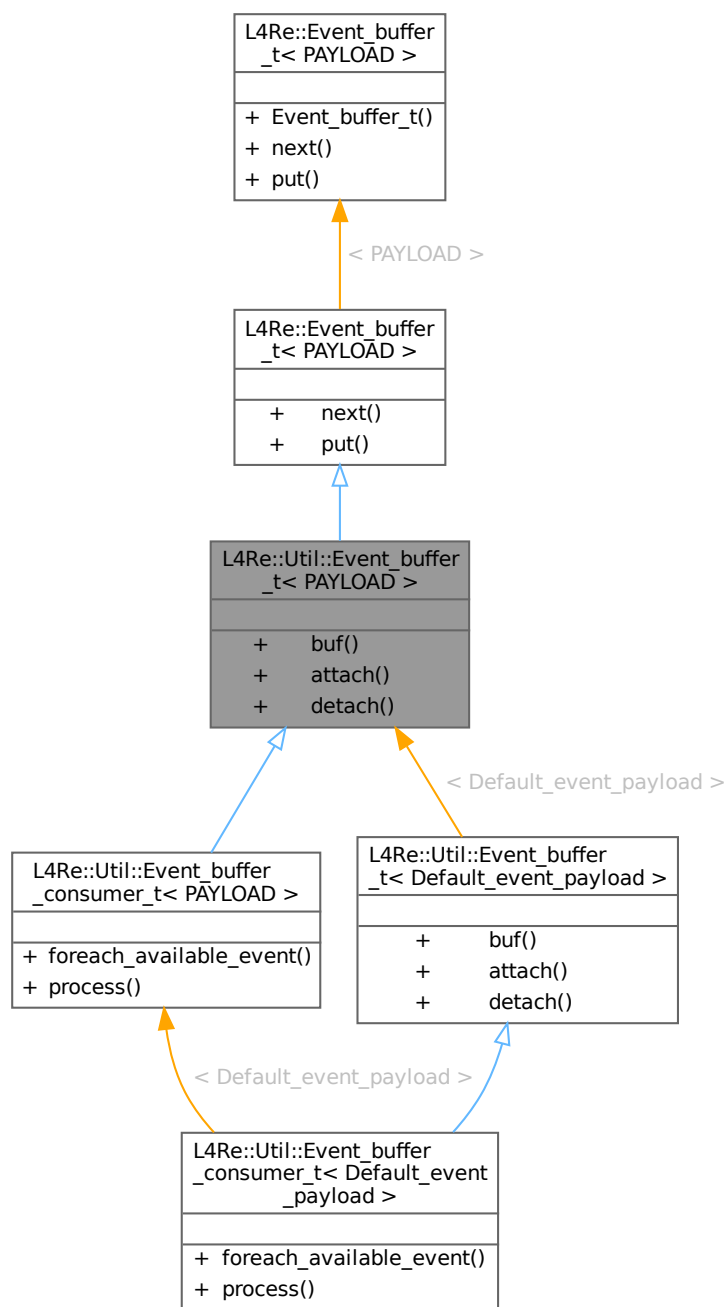 L4Re::Event_buffer
_t< PAYLOAD >
+ Event_buffer_t()
+ next()
+ put()
< PAYLOAD >
L4Re::Event_buffer
_t< PAYLOAD >
+ next()
+ put()
L4Re::Util::Event_buffer
_t< PAYLOAD >
+ buf()
+ attach()
+ detach()
< Default_event_payload >
L4Re::Util::Event_buffer
_consumer_t< PAYLOAD >
+ foreach_available_event()
+ process()
L4Re::Util::Event_buffer
_t< Default_event_payload >
+ buf()
+ attach()
+ detach()
< Default_event_payload >
L4Re::Util::Event_buffer
_consumer_t< Default_event
_payload >
+ foreach_available_event()
+ process()